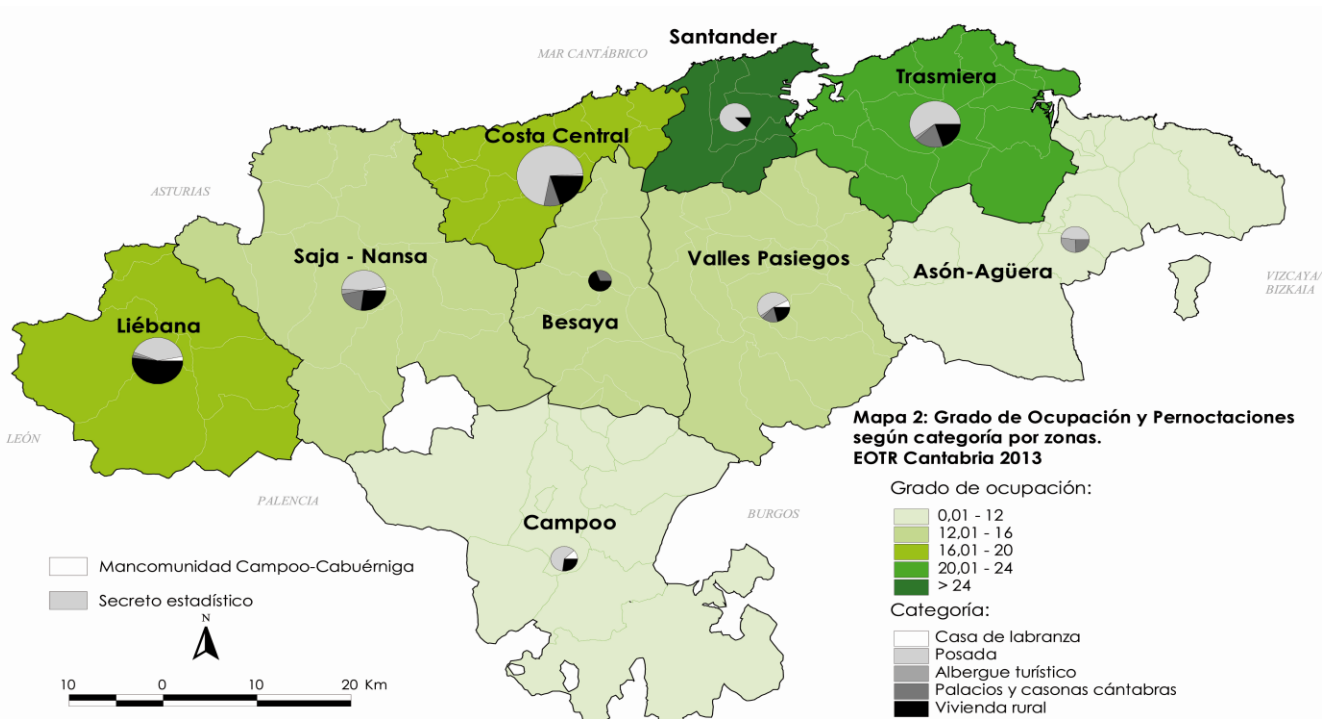 Santander
MAR CANTÁBRICO
Trasmiera
Costa Central
ASTURIAS
Saja - Nansa
Valles Pasiegos
Asón-Agüera
VIZCAYA/
BIZKAIA
Liébana
Besaya
LEÓN
PALENCIA
Campoo
BURGOS
Mapa 2: Grado de Ocupación y Pernoctaciones
según categoría por zonas.
EOTR Cantabria 2013
Grado de ocupación:
0,01 - 12
12,01 - 16
16,01 - 20
20,01 - 24
> 24
Categoría:
Casa de labranza
Posada
Albergue turístico
Palacios y casonas cántabras
Vivienda rural
Mancomunidad Campoo-Cabuérniga
Secreto estadístico
N
10 0 10 20 Km